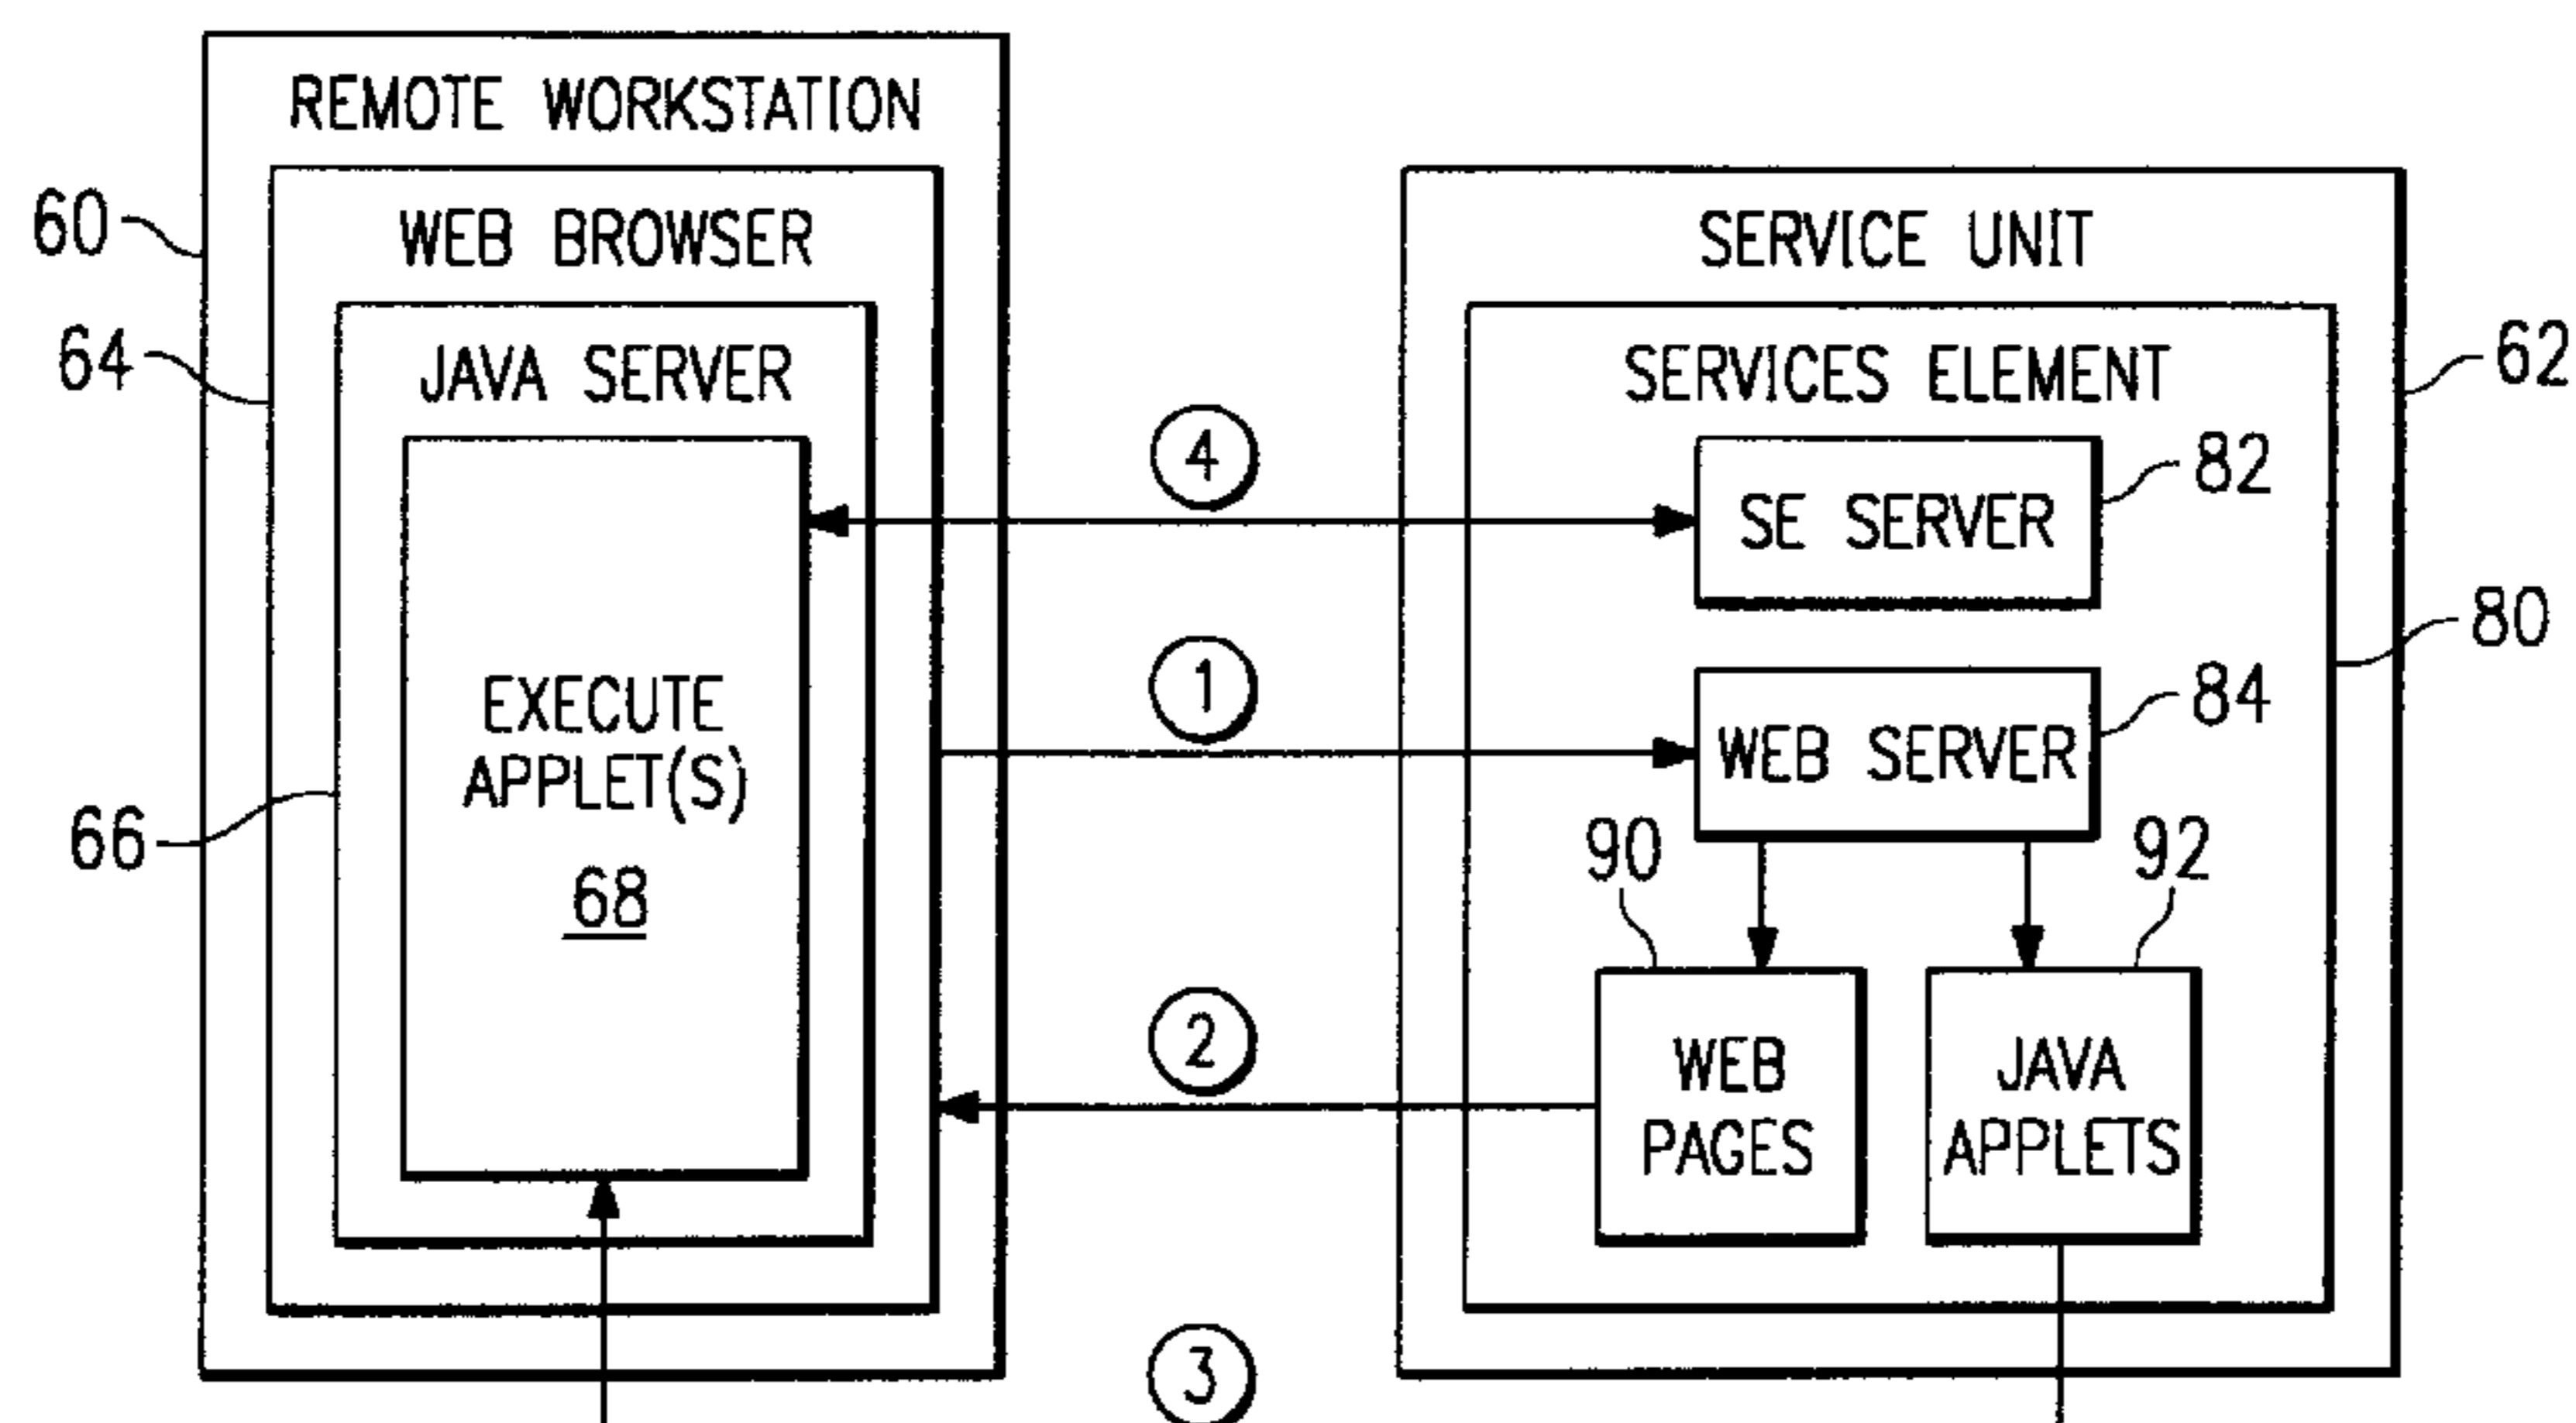 REMOTE WORKSTATION
60
WEB BROWSER
SERVICE UNIT
64
JAVA SERVER
SERVICES ELEMENT
62
4
82
SE SERVER
80
1
84
EXECUTE
APPLET(S)
WEB SERVER
66
90
92
68
2
WEB
PAGES
JAVA
APPLETS
3